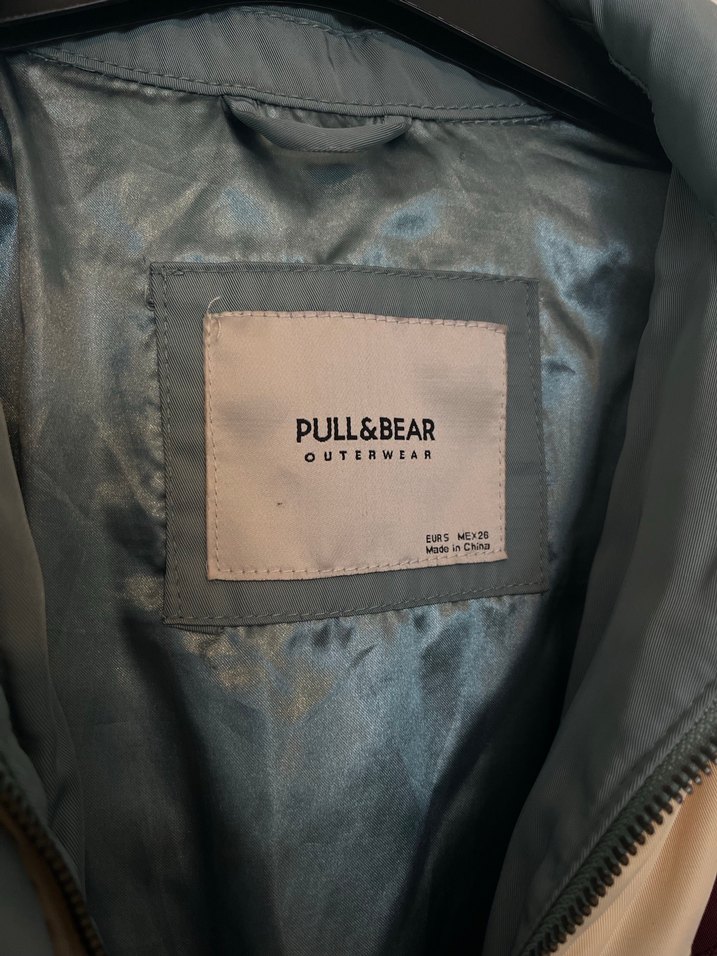 PULL&BEAR
OUTERWEAR
EUR S MEX 26
Made in China